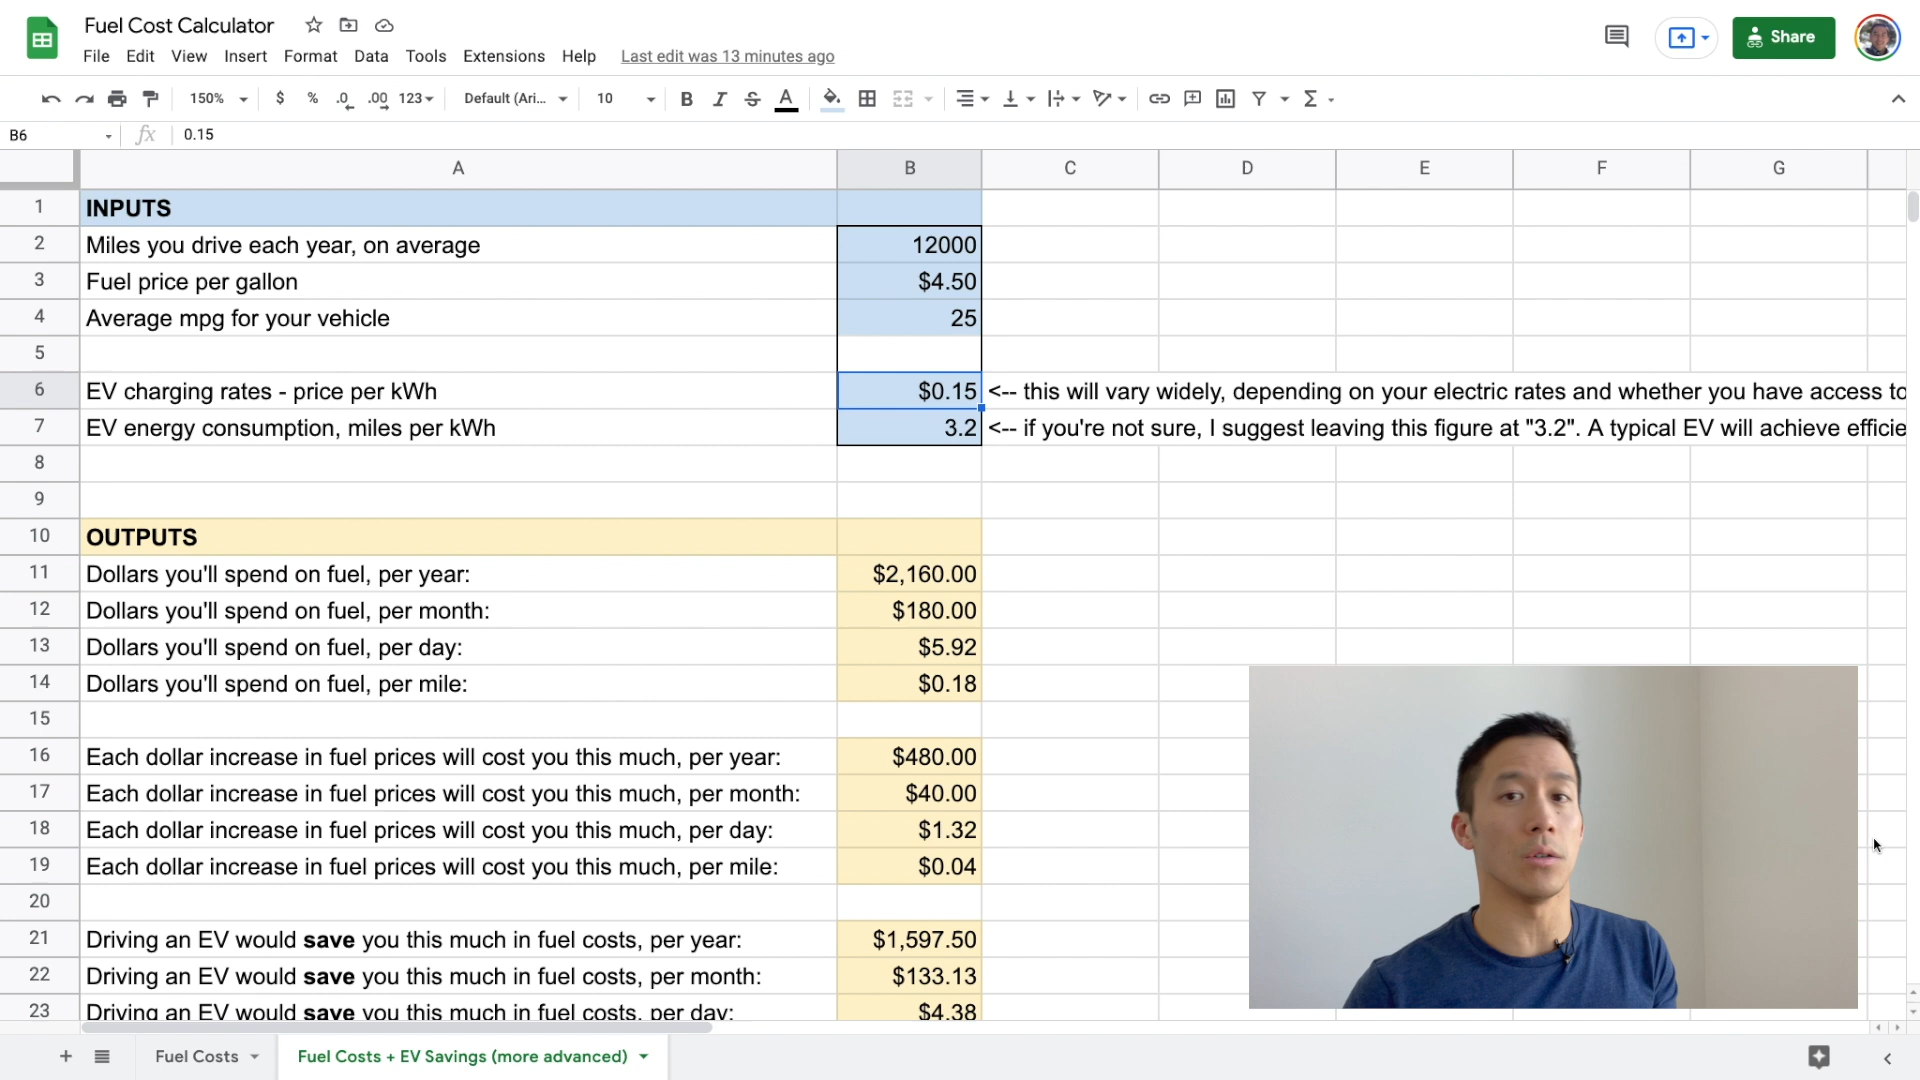 Fuel Cost Calculator
File Edit View Insert Format Data Tools Extensions Help Last edit was 13 minutes ago
Share
150% $ % .0 .00 123 Default (Ari... 10 B I S A Σ
B6 fx 0.15
A B C D E F G
1 INPUTS
2 Miles you drive each year, on average 12000
3 Fuel price per gallon $4.50
4 Average mpg for your vehicle 25
5
6 EV charging rates - price per kWh $0.15 <-- this will vary widely, depending on your electric rates and whether you have access to
7 EV energy consumption, miles per kWh 3.2 <-- if you're not sure, I suggest leaving this figure at "3.2". A typical EV will achieve efficie
8
9
10 OUTPUTS
11 Dollars you'll spend on fuel, per year: $2,160.00
12 Dollars you'll spend on fuel, per month: $180.00
13 Dollars you'll spend on fuel, per day: $5.92
14 Dollars you'll spend on fuel, per mile: $0.18
15
16 Each dollar increase in fuel prices will cost you this much, per year: $480.00
17 Each dollar increase in fuel prices will cost you this much, per month: $40.00
18 Each dollar increase in fuel prices will cost you this much, per day: $1.32
19 Each dollar increase in fuel prices will cost you this much, per mile: $0.04
20
21 Driving an EV would save you this much in fuel costs, per year: $1,597.50
22 Driving an EV would save you this much in fuel costs, per month: $133.13
23 Driving an EV would save you this much in fuel costs, per day: $4.38
Fuel Costs Fuel Costs + EV Savings (more advanced)